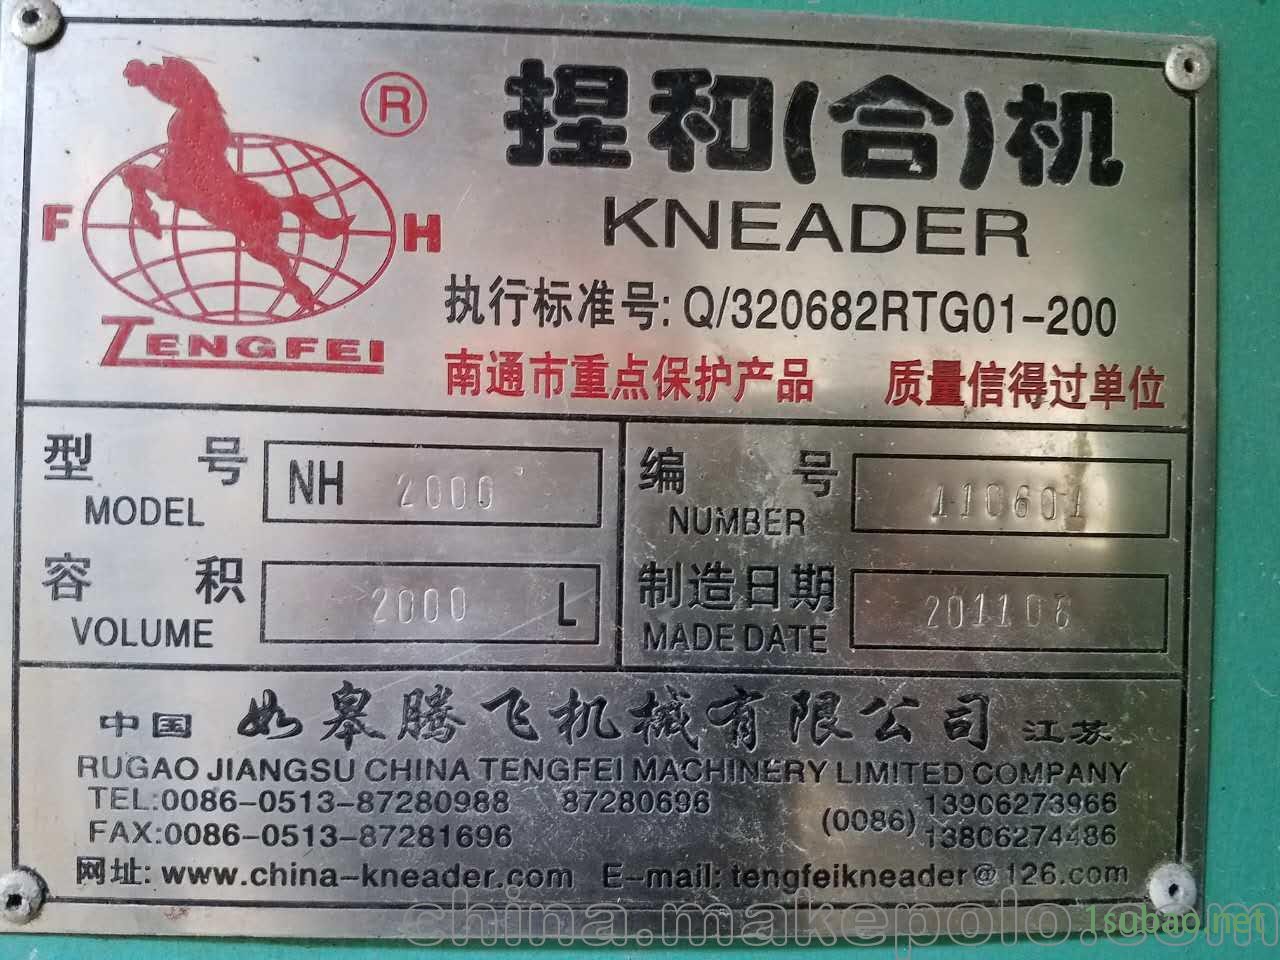 捏和(合)机
®
KNEADER
F H
TENGFEI
执行标准号: Q/320682RTG01-200
南通市重点保护产品 质量信得过单位
型号 NH 2000
MODEL
编号 110601
NUMBER
容积 2000 L
VOLUME
制造日期 201106
MADE DATE
中国 如皋腾飞机械有限公司 江苏
RUGAO JIANGSU CHINA TENGFEI MACHINERY LIMITED COMPANY
TEL:0086-0513-87280988 87280696 (0086) 13906273966
FAX:0086-0513-87281696 13806274486
网址: www.china-kneader.com E-mail: tengfeikneader@126.com
china.makepolo.com
1subao.net